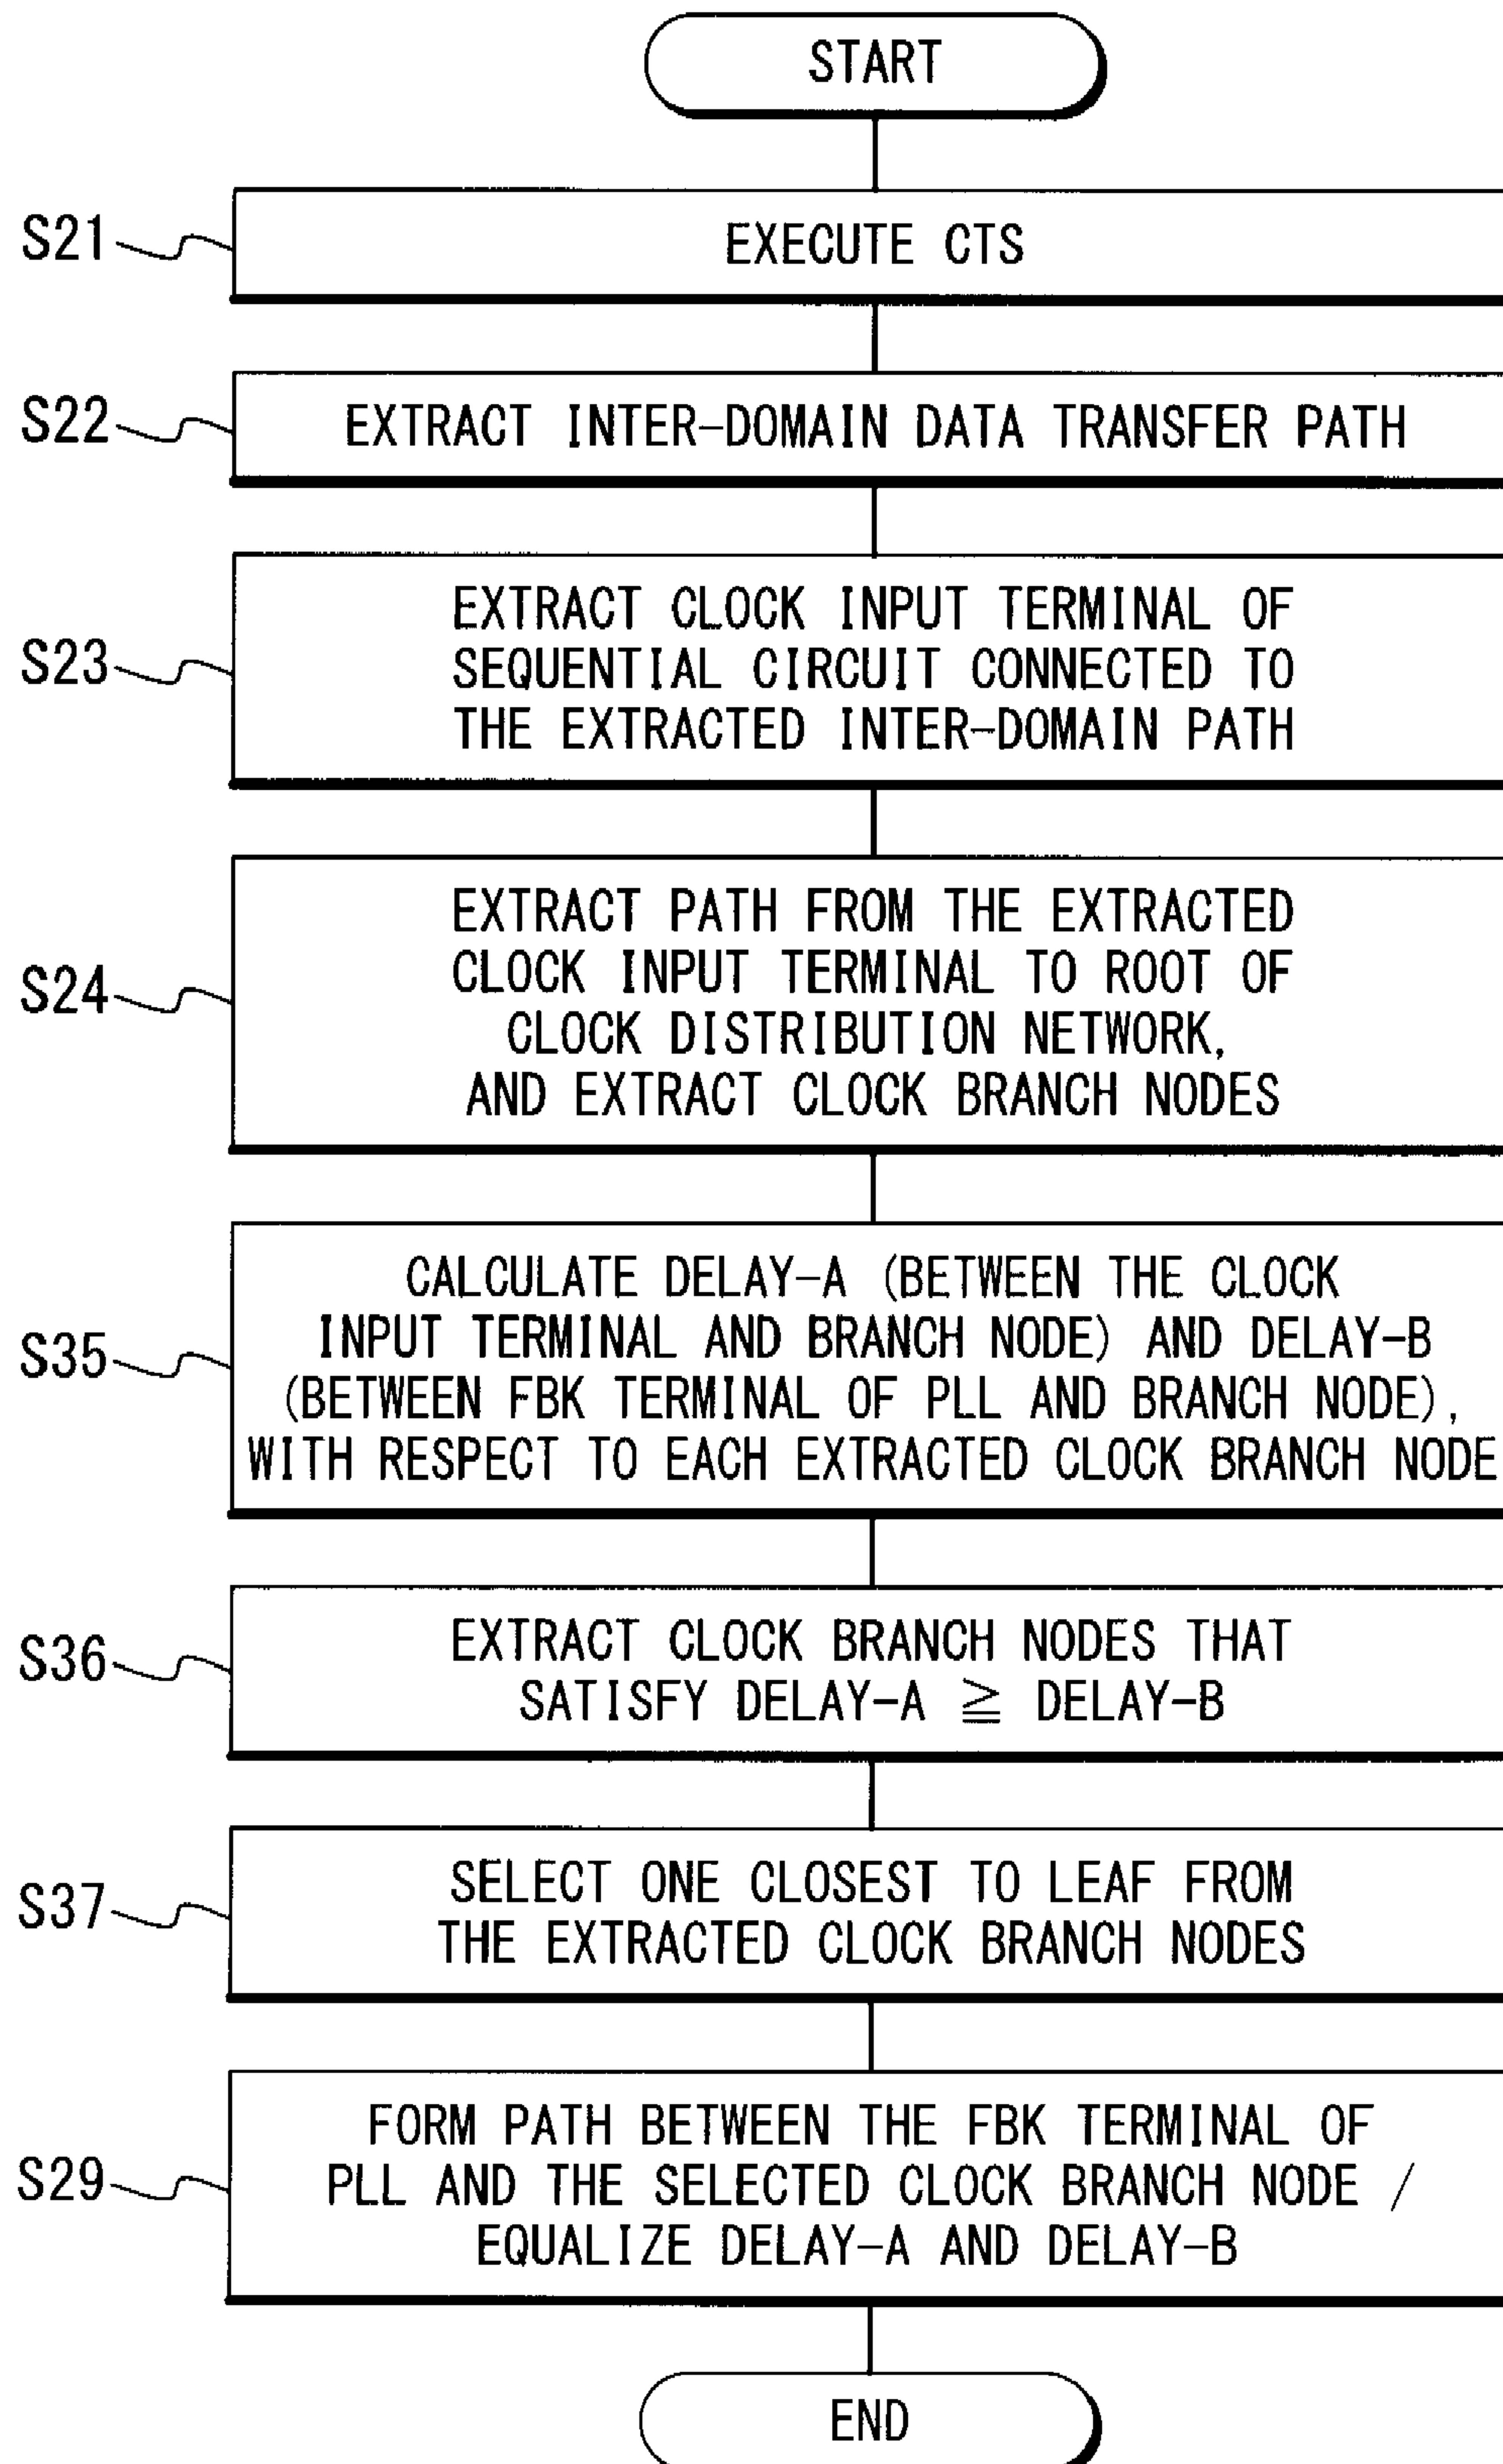 START
S21
EXECUTE CTS
S22
EXTRACT INTER-DOMAIN DATA TRANSFER PATH
S23
EXTRACT CLOCK INPUT TERMINAL OF
SEQUENTIAL CIRCUIT CONNECTED TO
THE EXTRACTED INTER-DOMAIN PATH
S24
EXTRACT PATH FROM THE EXTRACTED
CLOCK INPUT TERMINAL TO ROOT OF
CLOCK DISTRIBUTION NETWORK,
AND EXTRACT CLOCK BRANCH NODES
S35
CALCULATE DELAY-A (BETWEEN THE CLOCK
INPUT TERMINAL AND BRANCH NODE) AND DELAY-B
(BETWEEN FBK TERMINAL OF PLL AND BRANCH NODE),
WITH RESPECT TO EACH EXTRACTED CLOCK BRANCH NODE
S36
EXTRACT CLOCK BRANCH NODES THAT
SATISFY DELAY-A ≧ DELAY-B
S37
SELECT ONE CLOSEST TO LEAF FROM
THE EXTRACTED CLOCK BRANCH NODES
S29
FORM PATH BETWEEN THE FBK TERMINAL OF
PLL AND THE SELECTED CLOCK BRANCH NODE /
EQUALIZE DELAY-A AND DELAY-B
END